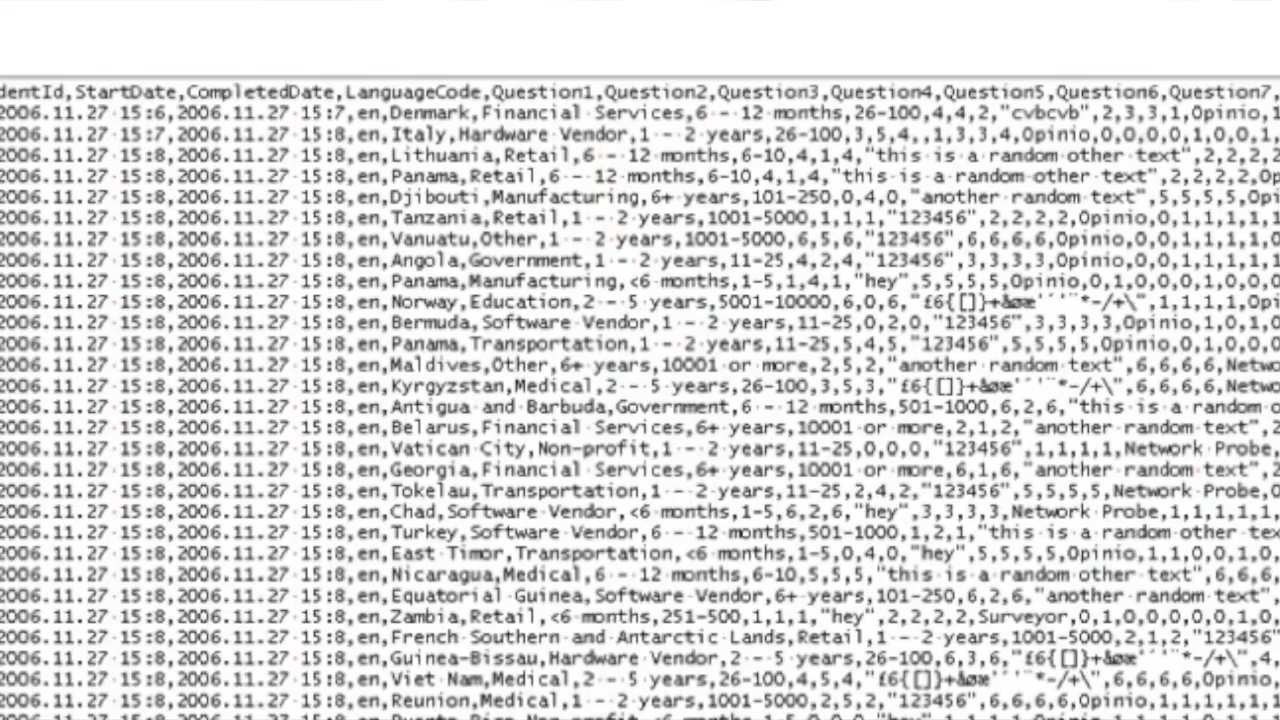 dentId,StartDate,CompletedDate,LanguageCode,Question1,Question2,Question3,Question4,Question5,Question6,Question7,
2006.11.27 15:6,2006.11.27 15:7,en,Denmark,Financial Services,6 - 12 months,26-100,4,4,2,"cvbcvb",2,3,3,1,Opinio,1
2006.11.27 15:7,2006.11.27 15:8,en,Italy,Hardware Vendor,1 - 2 years,26-100,3,5,4,,1,3,3,4,Opinio,0,0,0,0,1,0,0,1
2006.11.27 15:8,2006.11.27 15:8,en,Lithuania,Retail,6 - 12 months,6-10,4,1,4,"this is a random other text",2,2,2,2
2006.11.27 15:8,2006.11.27 15:8,en,Panama,Retail,6 - 12 months,6-10,4,1,4,"this is a random other text",2,2,2,2,Op
2006.11.27 15:8,2006.11.27 15:8,en,Djibouti,Manufacturing,6+ years,101-250,0,4,0,"another random text",5,5,5,5,Opi
2006.11.27 15:8,2006.11.27 15:8,en,Tanzania,Retail,1 - 2 years,1001-5000,1,1,1,"123456",2,2,2,2,Opinio,0,1,1,1,1,1
2006.11.27 15:8,2006.11.27 15:8,en,Vanuatu,Other,1 - 2 years,1001-5000,6,5,6,"123456",6,6,6,6,Opinio,0,0,1,1,1,1,0
2006.11.27 15:8,2006.11.27 15:8,en,Angola,Government,1 - 2 years,11-25,4,2,4,"123456",3,3,3,3,Opinio,0,0,1,1,1,1,1
2006.11.27 15:8,2006.11.27 15:8,en,Panama,Manufacturing,<6 months,1-5,1,4,1,"hey",5,5,5,5,Opinio,0,1,0,0,0,0,1,1
2006.11.27 15:8,2006.11.27 15:8,en,Norway,Education,2 - 5 years,5001-10000,6,0,6,"£6{[]}+åøæ¨´`¨*-/+\",1,1,1,1,Opi
2006.11.27 15:8,2006.11.27 15:8,en,Bermuda,Software Vendor,1 - 2 years,11-25,0,2,0,"123456",3,3,3,3,Opinio,1,0,1,0
2006.11.27 15:8,2006.11.27 15:8,en,Panama,Transportation,1 - 2 years,11-25,5,4,5,"123456",5,5,5,5,Opinio,0,1,0,0,0
2006.11.27 15:8,2006.11.27 15:8,en,Maldives,Other,6+ years,10001 or more,2,5,2,"another random text",6,6,6,6,Netwo
2006.11.27 15:8,2006.11.27 15:8,en,Kyrgyzstan,Medical,2 - 5 years,26-100,3,5,3,"£6{[]}+åøæ¨´`¨*-/+\",6,6,6,6,Netwo
2006.11.27 15:8,2006.11.27 15:8,en,Antigua and Barbuda,Government,6 - 12 months,501-1000,6,2,6,"this is a random o
2006.11.27 15:8,2006.11.27 15:8,en,Belarus,Financial Services,6+ years,10001 or more,2,1,2,"another random text",2
2006.11.27 15:8,2006.11.27 15:8,en,Vatican City,Non-profit,1 - 2 years,11-25,0,0,0,"123456",1,1,1,1,Network Probe,
2006.11.27 15:8,2006.11.27 15:8,en,Georgia,Financial Services,6+ years,10001 or more,6,1,6,"another random text",2
2006.11.27 15:8,2006.11.27 15:8,en,Tokelau,Transportation,1 - 2 years,11-25,2,4,2,"123456",5,5,5,5,Network Probe,0
2006.11.27 15:8,2006.11.27 15:8,en,Chad,Software Vendor,<6 months,1-5,6,2,6,"hey",3,3,3,3,Network Probe,1,1,1,1,1
2006.11.27 15:8,2006.11.27 15:8,en,Turkey,Software Vendor,6 - 12 months,501-1000,1,2,1,"this is a random other tex
2006.11.27 15:8,2006.11.27 15:8,en,East Timor,Transportation,<6 months,1-5,0,4,0,"hey",5,5,5,5,Opinio,1,1,0,0,1,0
2006.11.27 15:8,2006.11.27 15:8,en,Nicaragua,Medical,6 - 12 months,6-10,5,5,5,"this is a random other text",6,6,6,
2006.11.27 15:8,2006.11.27 15:8,en,Equatorial Guinea,Software Vendor,6+ years,101-250,6,2,6,"another random text",
2006.11.27 15:8,2006.11.27 15:8,en,Zambia,Retail,<6 months,251-500,1,1,1,"hey",2,2,2,2,Surveyor,0,1,0,0,0,0,1,0
2006.11.27 15:8,2006.11.27 15:8,en,French Southern and Antarctic Lands,Retail,1 - 2 years,1001-5000,2,1,2,"123456"
2006.11.27 15:8,2006.11.27 15:8,en,Guinea-Bissau,Hardware Vendor,2 - 5 years,26-100,6,3,6,"£6{[]}+åøæ¨´`¨*-/+\",4,
2006.11.27 15:8,2006.11.27 15:8,en,Viet Nam,Medical,2 - 5 years,26-100,4,5,4,"£6{[]}+åøæ¨´`¨*-/+\",6,6,6,6,Opinio,
2006.11.27 15:8,2006.11.27 15:8,en,Reunion,Medical,1 - 2 years,1001-5000,2,5,2,"123456",6,6,6,6,Opinio,0,1,0,0,1,0